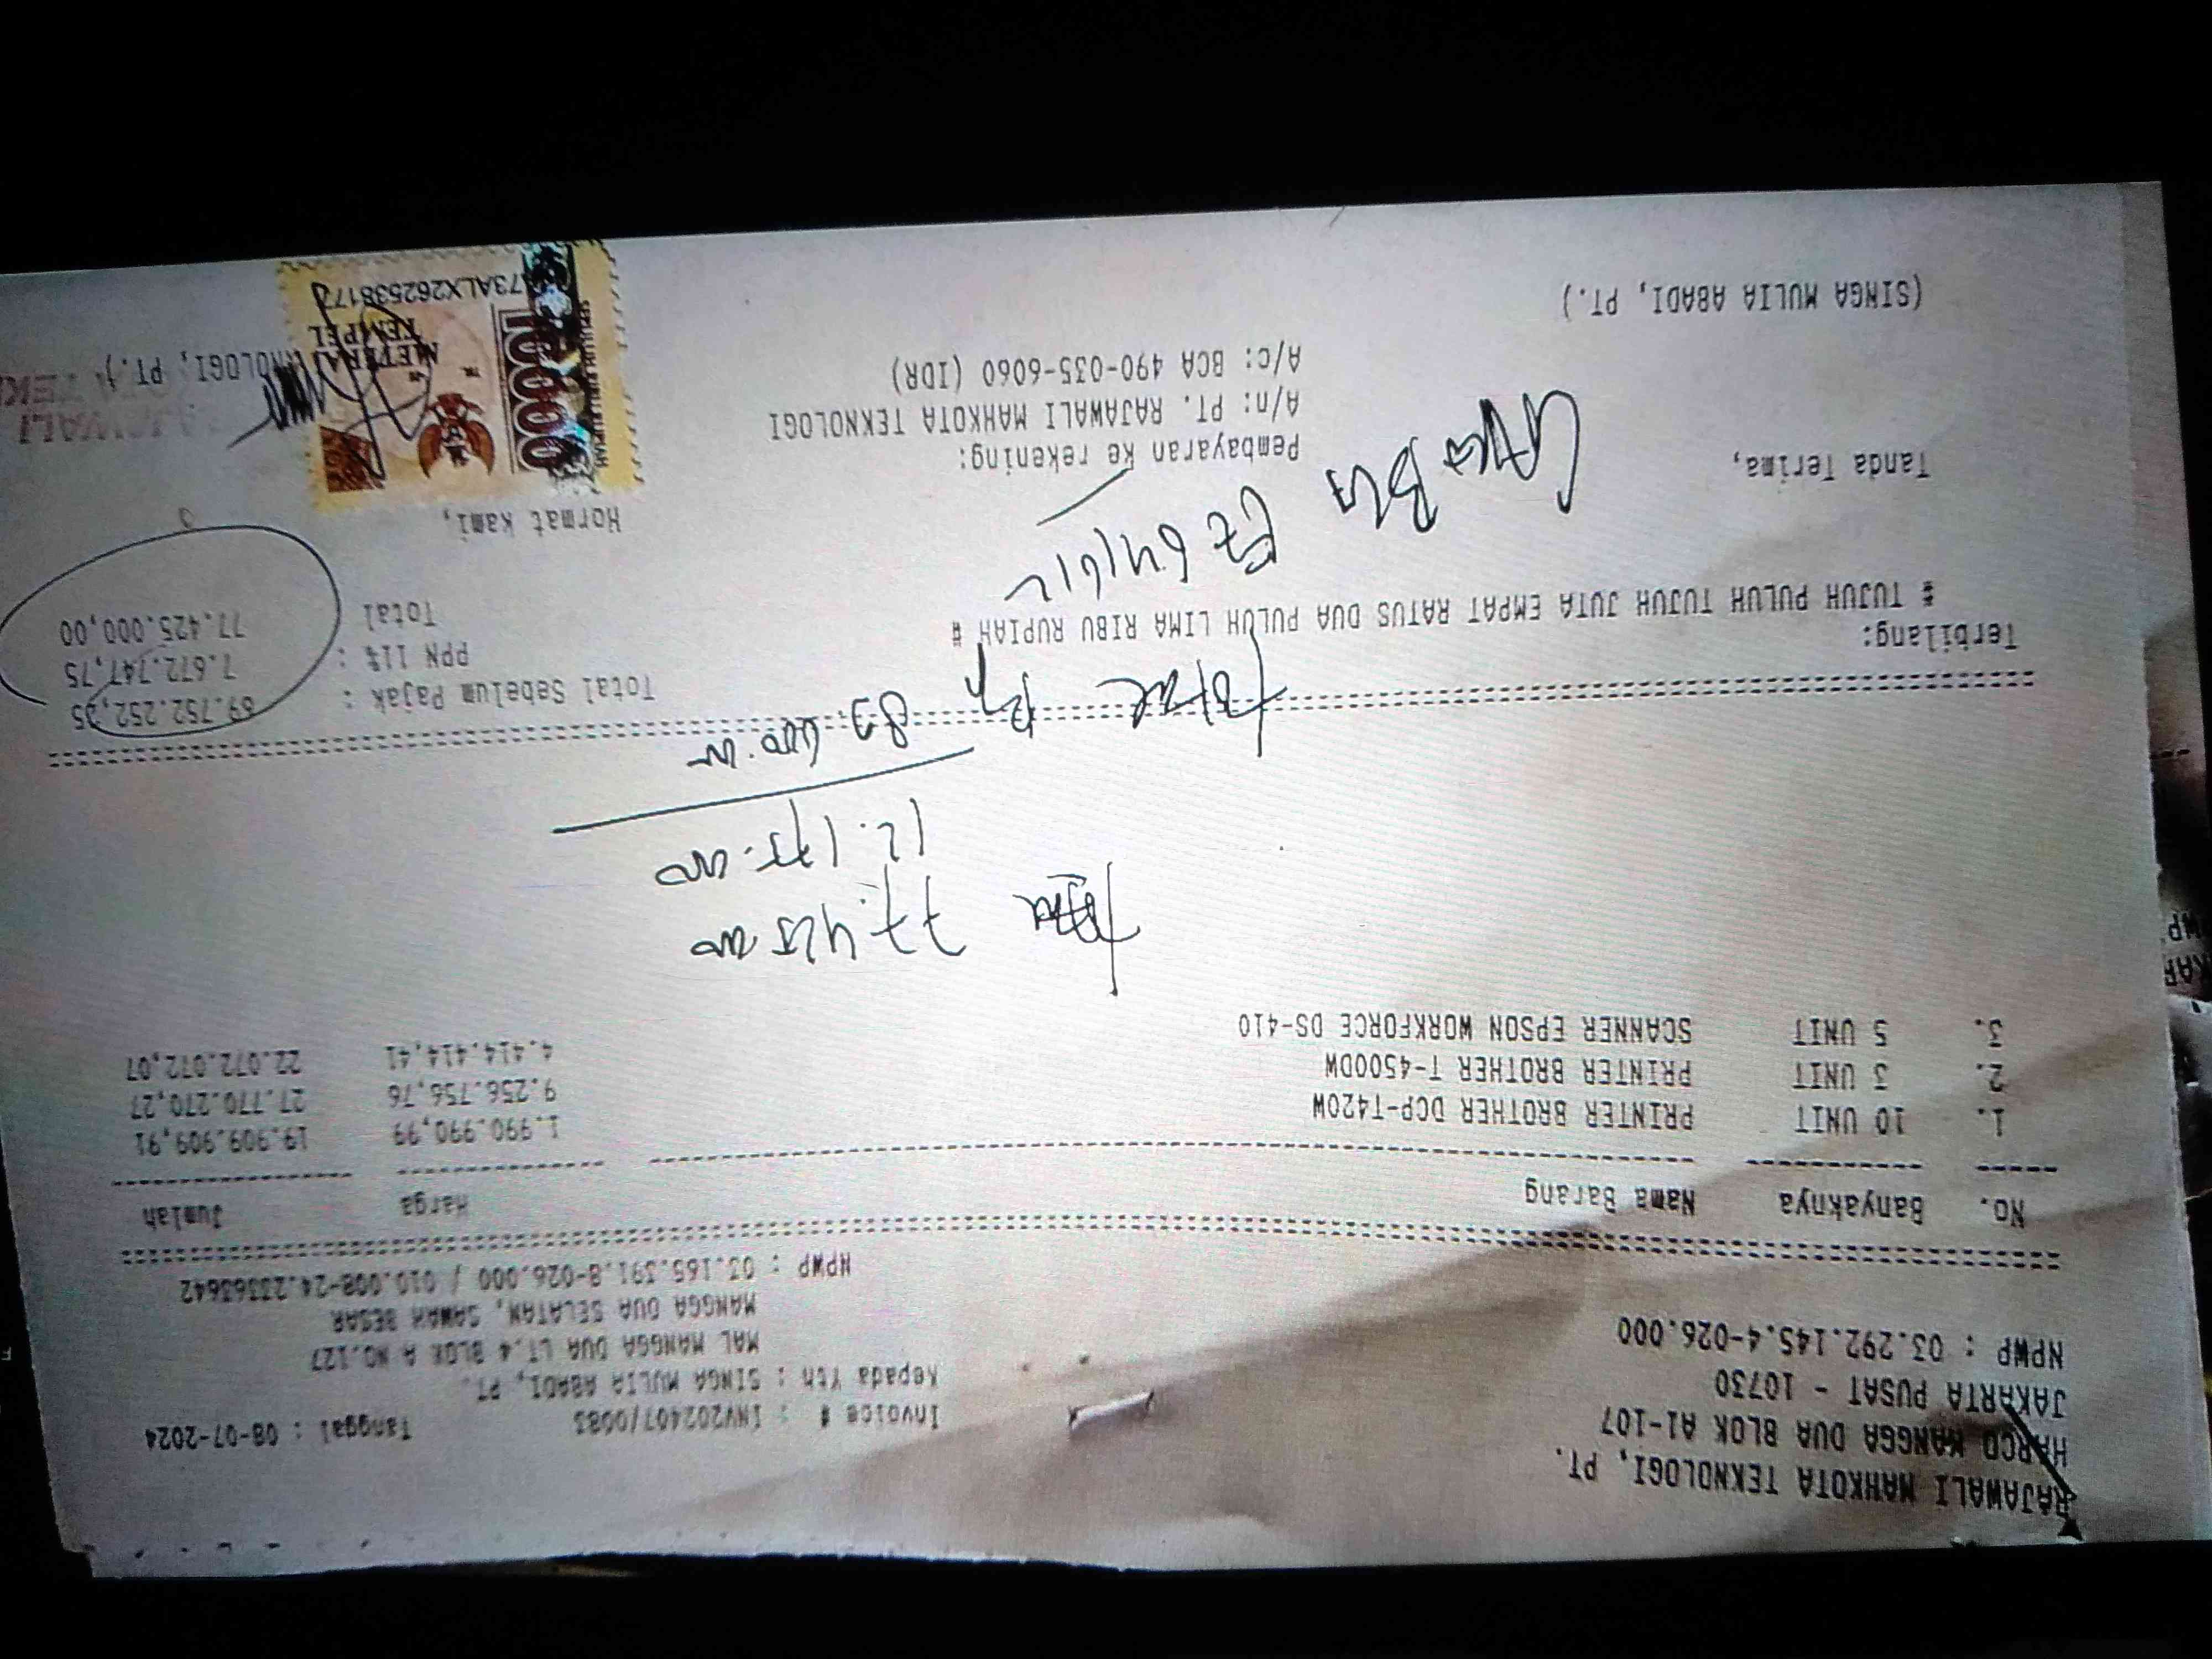 RAJAWALI MAHKOTA TEKNOLOGI, PT.
HARCO MANGGA DUA BLOK A1-107
JAKARTA PUSAT - 10730
NPWP : 03.292.145.4-026.000
Invoice # : INV202407/0083 Tanggal : 08-07-2024
Kepada Yth : SINGA MULIA ABADI, PT.
MAL MANGGA DUA LT.4 BLOK A NO.127
MANGGA DUA SELATAN, SAWAH BESAR
NPWP : 03.165.391.8-026.000 / 010.008-24.23363642
No. Banyaknya Nama Barang Harga Jumlah
1. 10 UNIT PRINTER BROTHER DCP-T420W 1.990.990,99 19.909.909,91
2. 3 UNIT PRINTER BROTHER T-4500DW 9.256.756,76 27.770.270,27
3. 5 UNIT SCANNER EPSON WORKFORCE DS-410 4.414.414,41 22.072.072,07
77.425.000
12.175.000
Terbilang:
# TUJUH PULUH TUJUH JUTA EMPAT RATUS DUA PULUH LIMA RIBU RUPIAH #
Total Sebelum Pajak : 69.752.252,25
PPN 11% : 7.672.747,75
Total 77.425.000,00
Tanda Terima,
Pembayaran ke rekening:
A/n: PT. RAJAWALI MAHKOTA TEKNOLOGI
A/c: BCA 490-035-6060 (IDR)
Hormat kami,
(SINGA MULIA ABADI, PT.)
NOLOGI, PT.)
10000
METERAI
TEMPEL
73ALX262538177